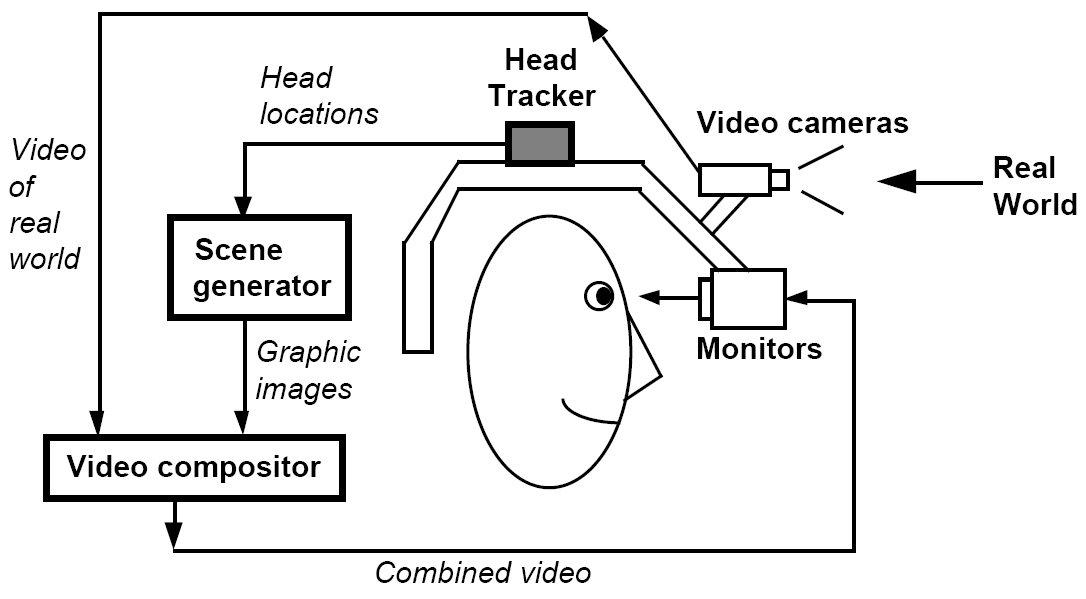 Head
Tracker
Head
locations
Video cameras
Real
World
Video
of
real
world
Scene
generator
Monitors
Graphic
images
Video compositor
Combined video